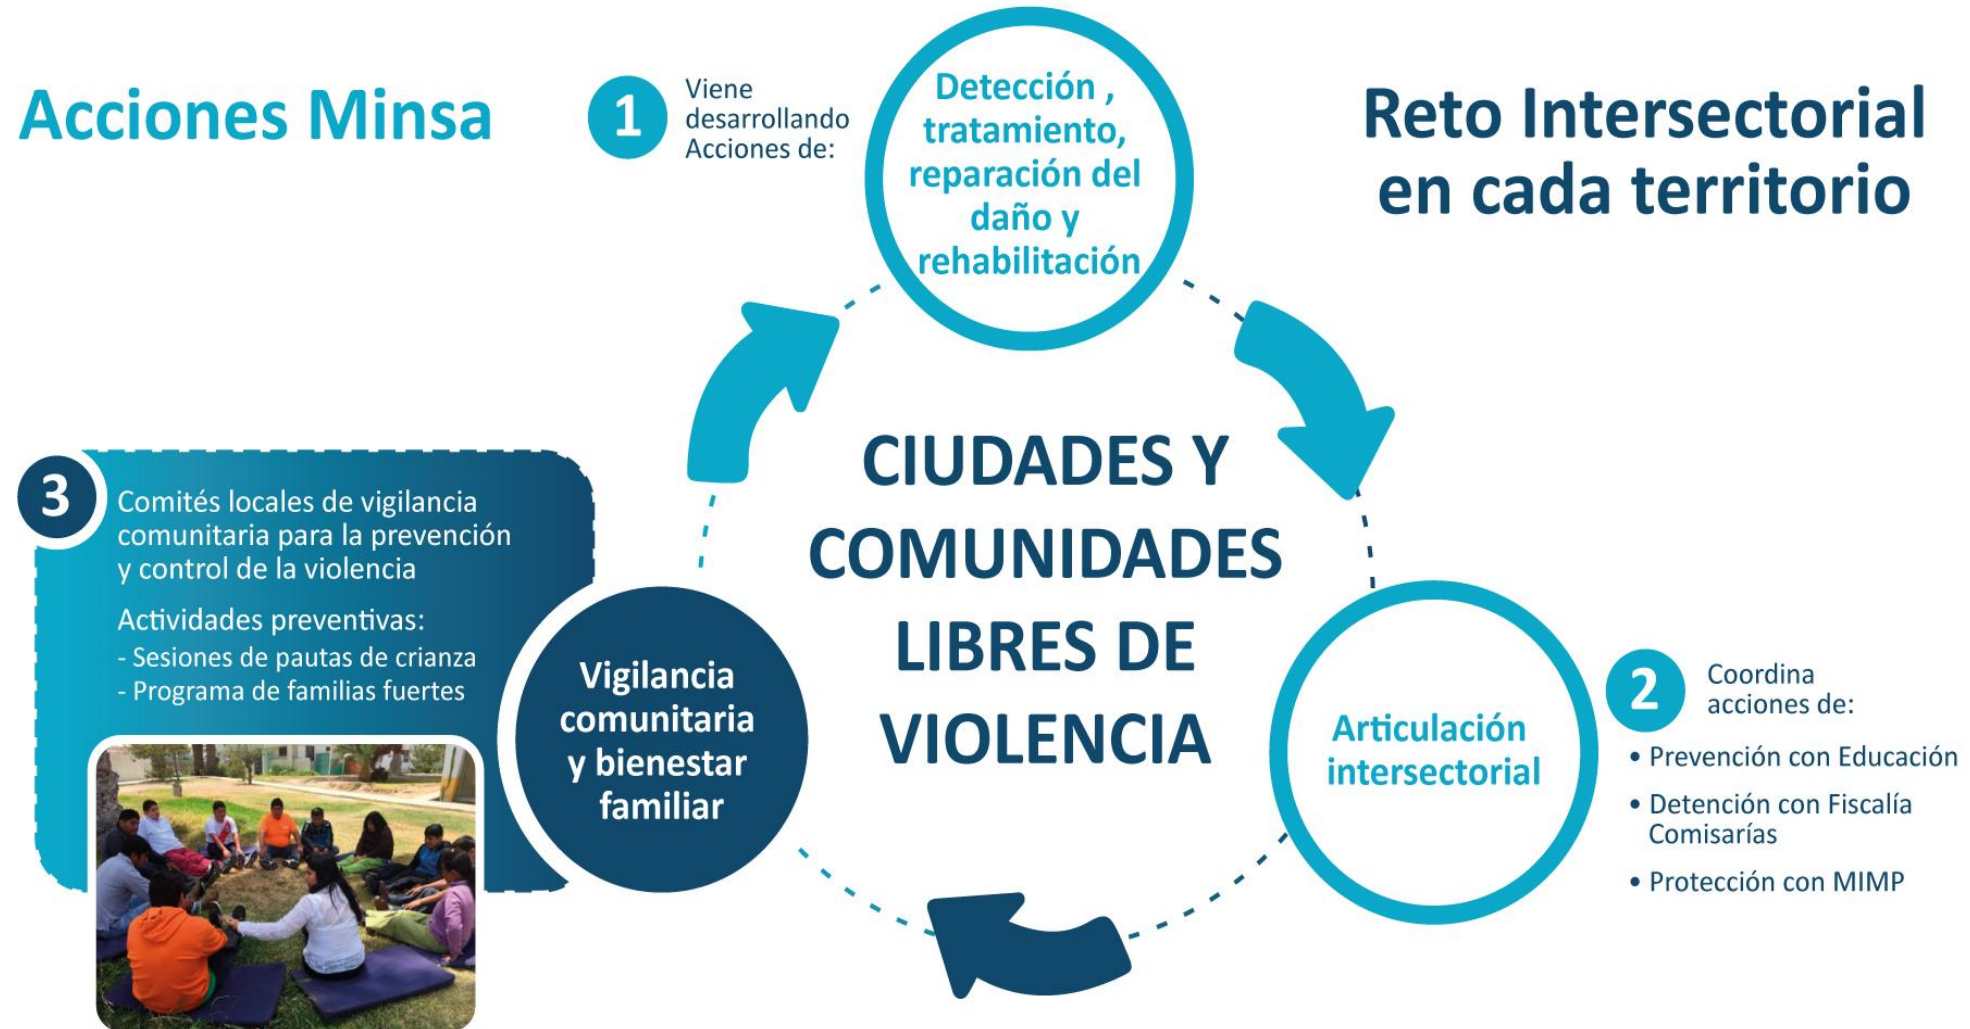 Acciones Minsa
1
Viene
desarrollando
Acciones de:
Detección ,
tratamiento,
reparación del
daño y
rehabilitación
Reto Intersectorial
en cada territorio
CIUDADES Y
COMUNIDADES
LIBRES DE
VIOLENCIA
Articulación
intersectorial
2
Coordina
acciones de:
• Prevención con Educación
• Detención con Fiscalía
Comisarías
• Protección con MIMP
3
Comités locales de vigilancia
comunitaria para la prevención
y control de la violencia
Actividades preventivas:
- Sesiones de pautas de crianza
- Programa de familias fuertes
Vigilancia
comunitaria
y bienestar
familiar